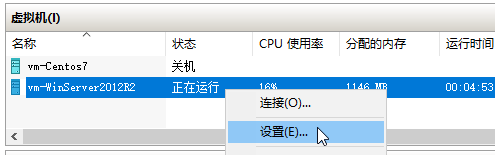 虚拟机(I)
名称 状态 CPU 使用率 分配的内存 运行时间
vm-Centos7 关机
vm-WinServer2012R2 正在运行 16% 1146 MB 00:04:53
连接(O)...
设置(E)...